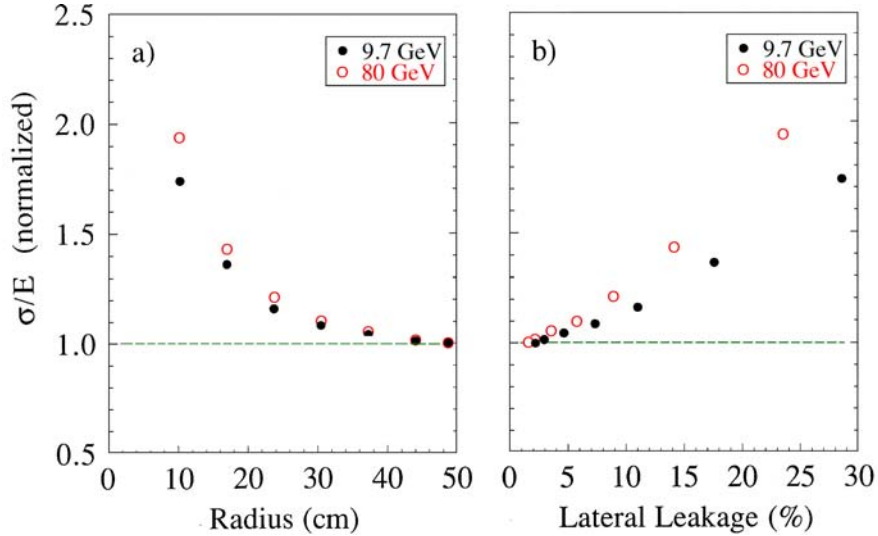 2.5
a)
9.7 GeV
80 GeV
2.0
1.5
1.0
0.5
σ/E (normalized)
0 10 20 30 40 50
Radius (cm)
b)
9.7 GeV
80 GeV
0 5 10 15 20 25 30
Lateral Leakage (%)